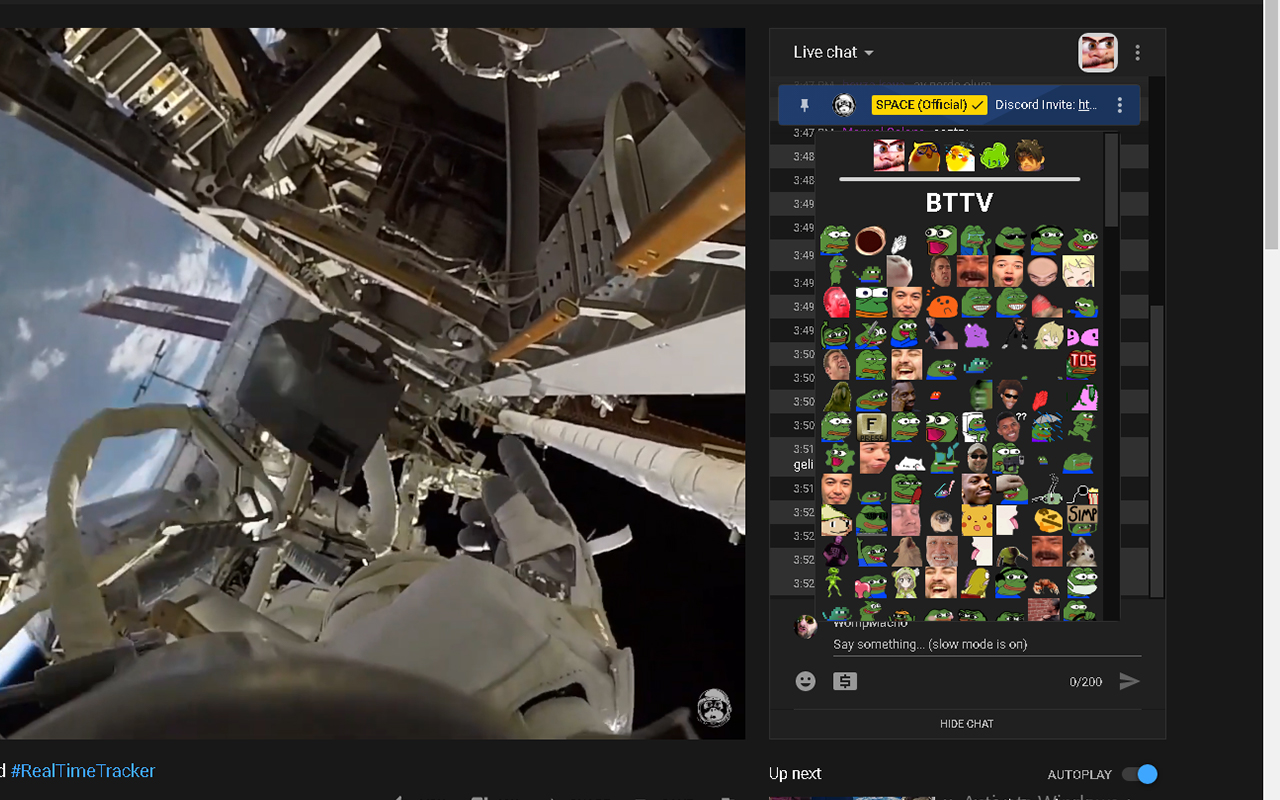 Live chat
SPACE (Official) Discord Invite: ht...
3:47
3:48
BTTV
3:48
3:49
3:49
3:49
3:49
3:49
3:49
3:50
TOS
3:50
3:50
3:50
F
??
3:51
geli
3:51
3:52
SIMP
3:52
3:52
3:52
WompMacho
Say something... (slow mode is on)
0/200
HIDE CHAT
d #RealTimeTracker
Up next
AUTOPLAY